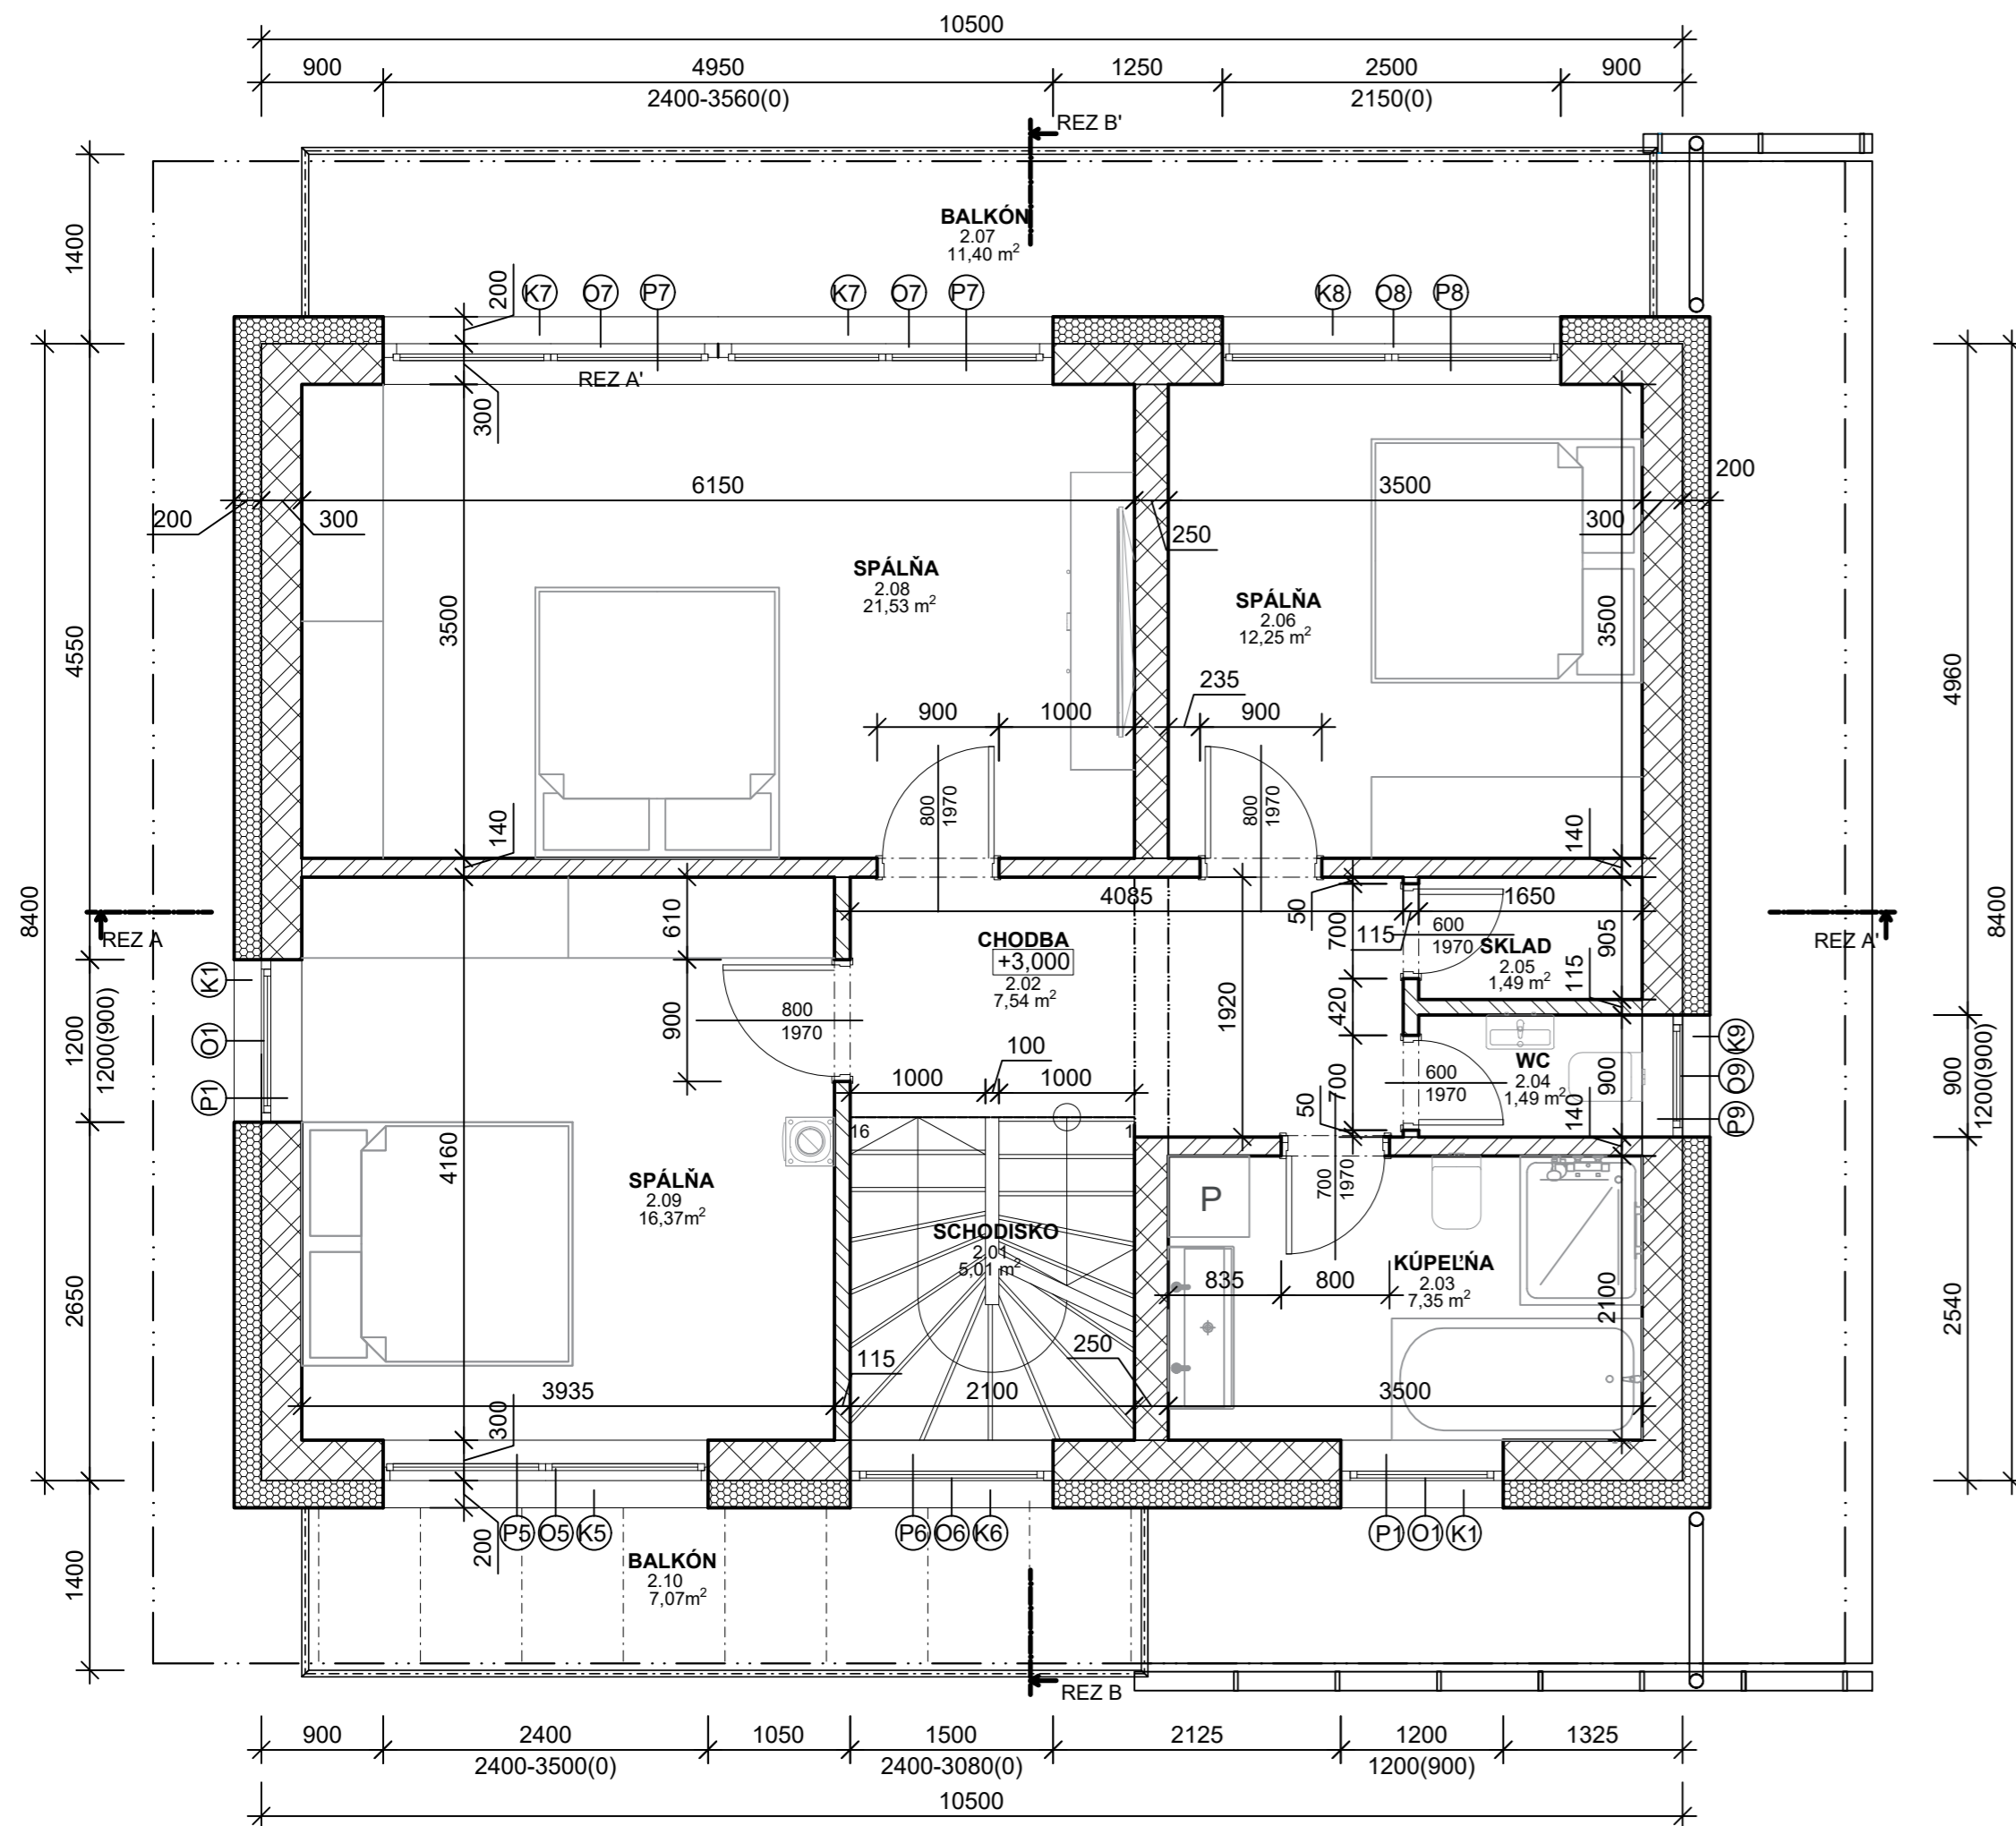 10500
900
4950
1250
2500
900
2400-3560(0)
2150(0)
REZ B'
1400
BALKÓN
2.07
11,40 m²
200
K7
O7
P7
K7
O7
P7
K8
O8
P8
REZ A'
300
6150
3500
200
200
300
250
300
SPÁLŇA
2.08
21,53 m²
SPÁLŇA
2.06
12,25 m²
3500
3500
4550
4960
235
900
1000
900
800
1970
800
1970
140
140
8400
8400
610
4085
50
700
115
1650
600
1970
905
REZ A
REZ A'
CHODBA
+3,000
2.02
7,54 m²
SKLAD
2.05
1,49 m²
115
K1
O1
P1
1200
1200(900)
900
800
1970
1920
420
K9
O9
P9
900
1200(900)
100
1000
1000
WC
2.04
1,49 m²
600
1970
700
50
900
140
16
1
4160
SPÁLŇA
2.09
16,37m²
SCHODISKO
2.01
5,01 m²
P
700
1970
KÚPEĽŇA
2.03
7,35 m²
835
800
2100
2650
2540
115
250
3935
2100
3500
300
200
P5
O5
K5
P6
O6
K6
P1
O1
K1
1400
BALKÓN
2.10
7,07m²
REZ B
900
2400
1050
1500
2125
1200
1325
2400-3500(0)
2400-3080(0)
1200(900)
10500